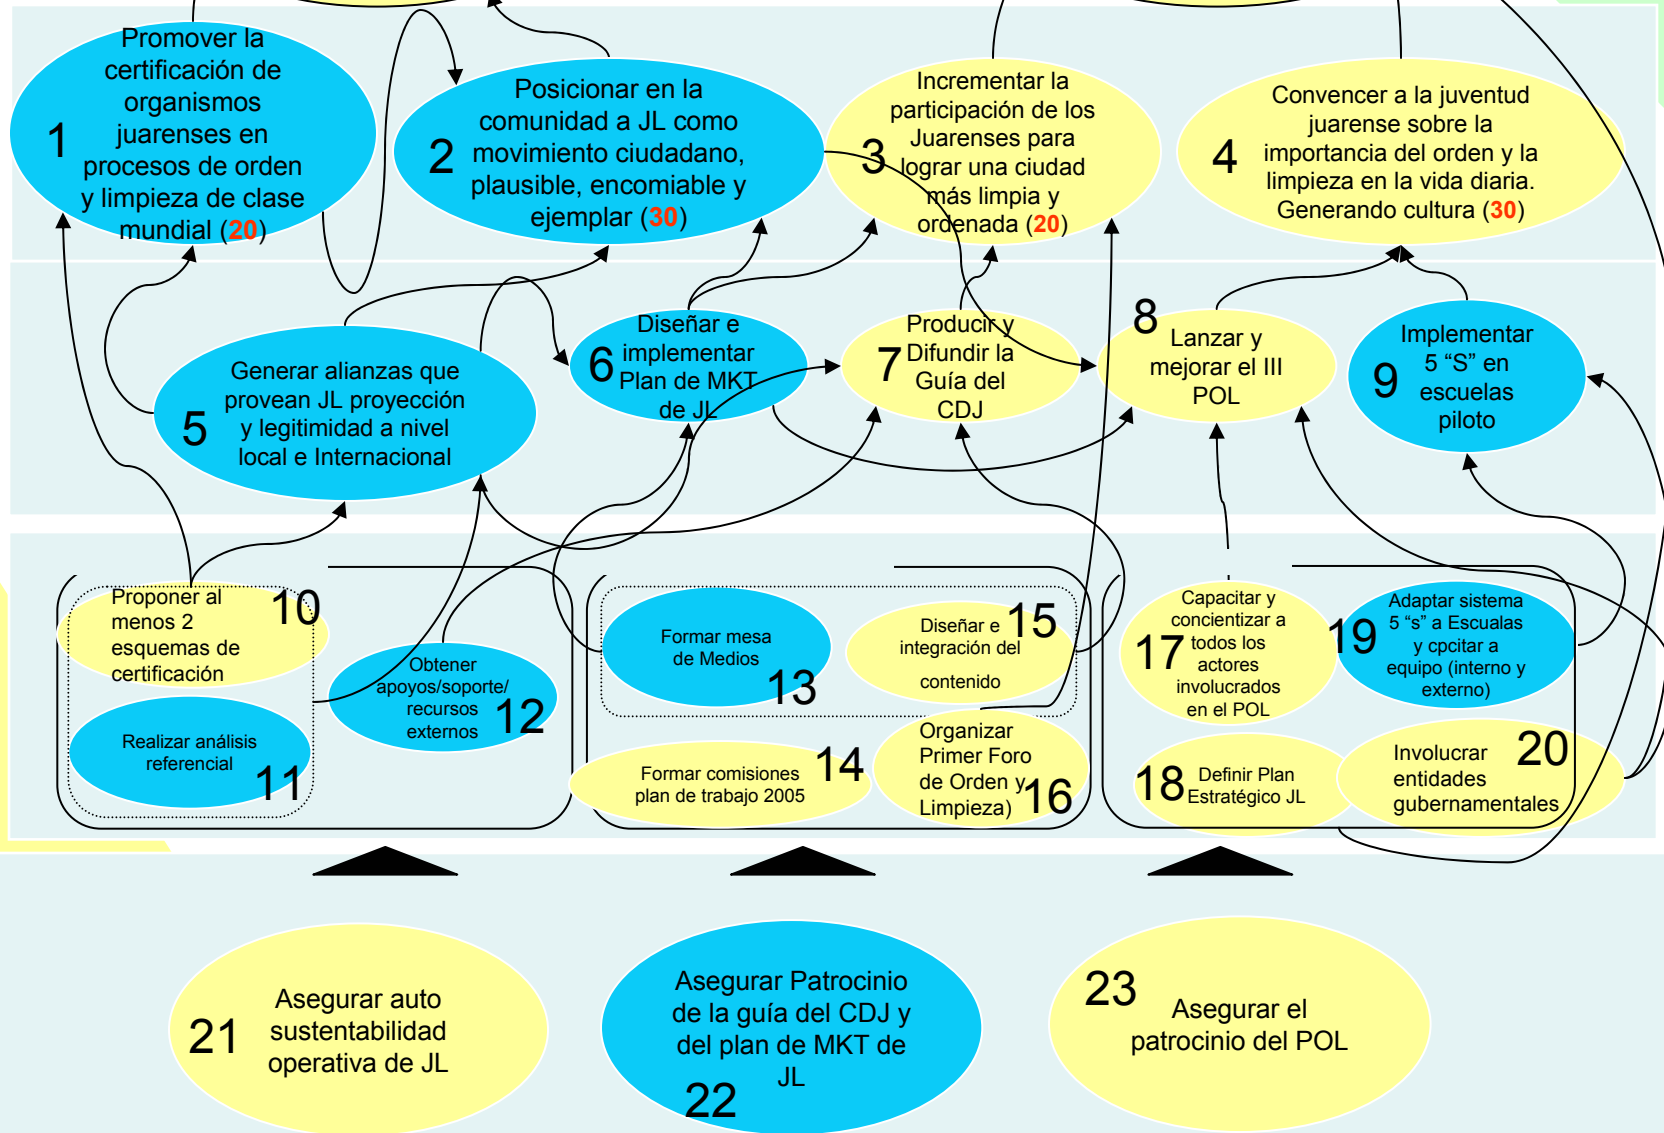 1
Promover la
certificación de
organismos
juarenses en
procesos de orden
y limpieza de clase
mundial (20)
2
Posicionar en la
comunidad a JL como
movimiento ciudadano,
plausible, encomiable y
ejemplar (30)
3
Incrementar la
participación de los
Juarenses para
lograr una ciudad
más limpia y
ordenada (20)
4
Convencer a la juventud
juarense sobre la
importancia del orden y la
limpieza en la vida diaria.
Generando cultura (30)
5
Generar alianzas que
provean JL proyección
y legitimidad a nivel
local e Internacional
6
Diseñar e
implementar
Plan de MKT
de JL
7
Producir y
Difundir la
Guía del
CDJ
8
Lanzar y
mejorar el III
POL
9
Implementar
5 “S” en
escuelas
piloto
10
Proponer al
menos 2
esquemas de
certificación
11
Realizar análisis
referencial
12
Obtener
apoyos/soporte/
recursos
externos
13
Formar mesa
de Medios
14
Formar comisiones
plan de trabajo 2005
15
Diseñar e
integración del
contenido
16
Organizar
Primer Foro
de Orden y
Limpieza)
17
Capacitar y
concientizar a
todos los
actores
involucrados
en el POL
18
Definir Plan
Estratégico JL
19
Adaptar sistema
5 “s” a Escualas
y cpcitar a
equipo (interno y
externo)
20
Involucrar
entidades
gubernamentales
21
Asegurar auto
sustentabilidad
operativa de JL
22
Asegurar Patrocinio
de la guía del CDJ y
del plan de MKT de
JL
23
Asegurar el
patrocinio del POL